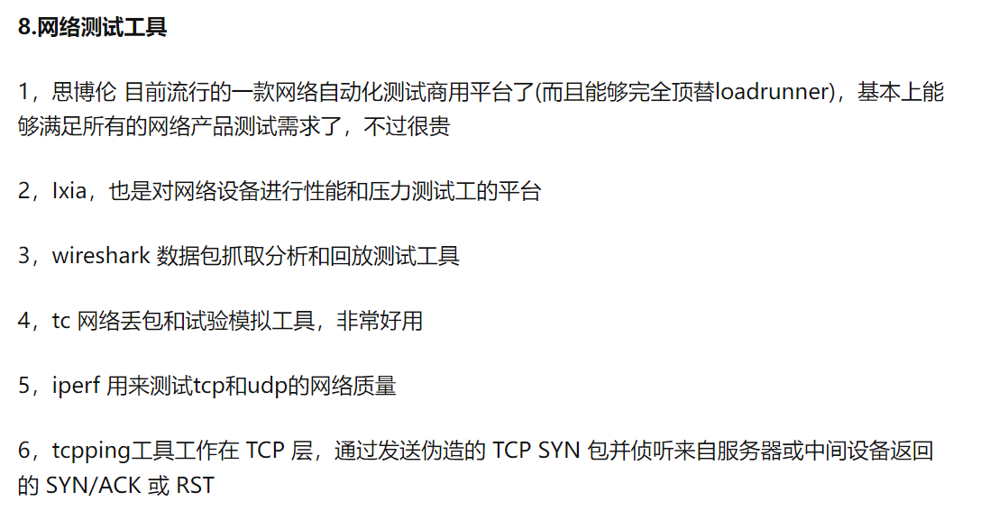 8.网络测试工具
1，思博伦 目前流行的一款网络自动化测试商用平台了(而且能够完全顶替loadrunner)，基本上能
够满足所有的网络产品测试需求了，不过很贵
2，Ixia，也是对网络设备进行性能和压力测试工的平台
3，wireshark 数据包抓取分析和回放测试工具
4，tc 网络丢包和试验模拟工具，非常好用
5，iperf 用来测试tcp和udp的网络质量
6，tcpping工具工作在 TCP 层，通过发送伪造的 TCP SYN 包并侦听来自服务器或中间设备返回
的 SYN/ACK 或 RST